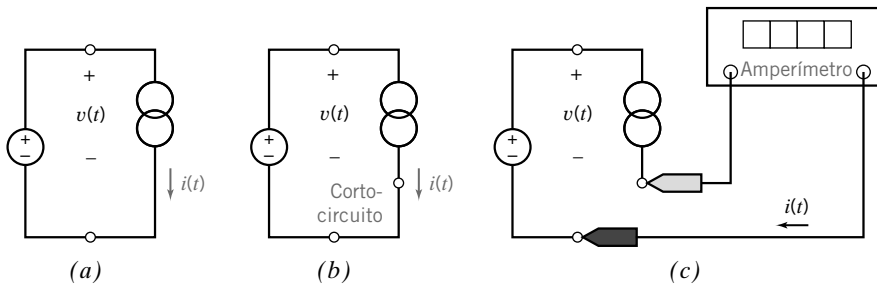 +
v(t)
–
+
–
i(t)
(a)
+
v(t)
–
+
–
i(t)
Corto-
circuito
(b)
+
v(t)
–
+
–
(c)
Amperímetro
i(t)